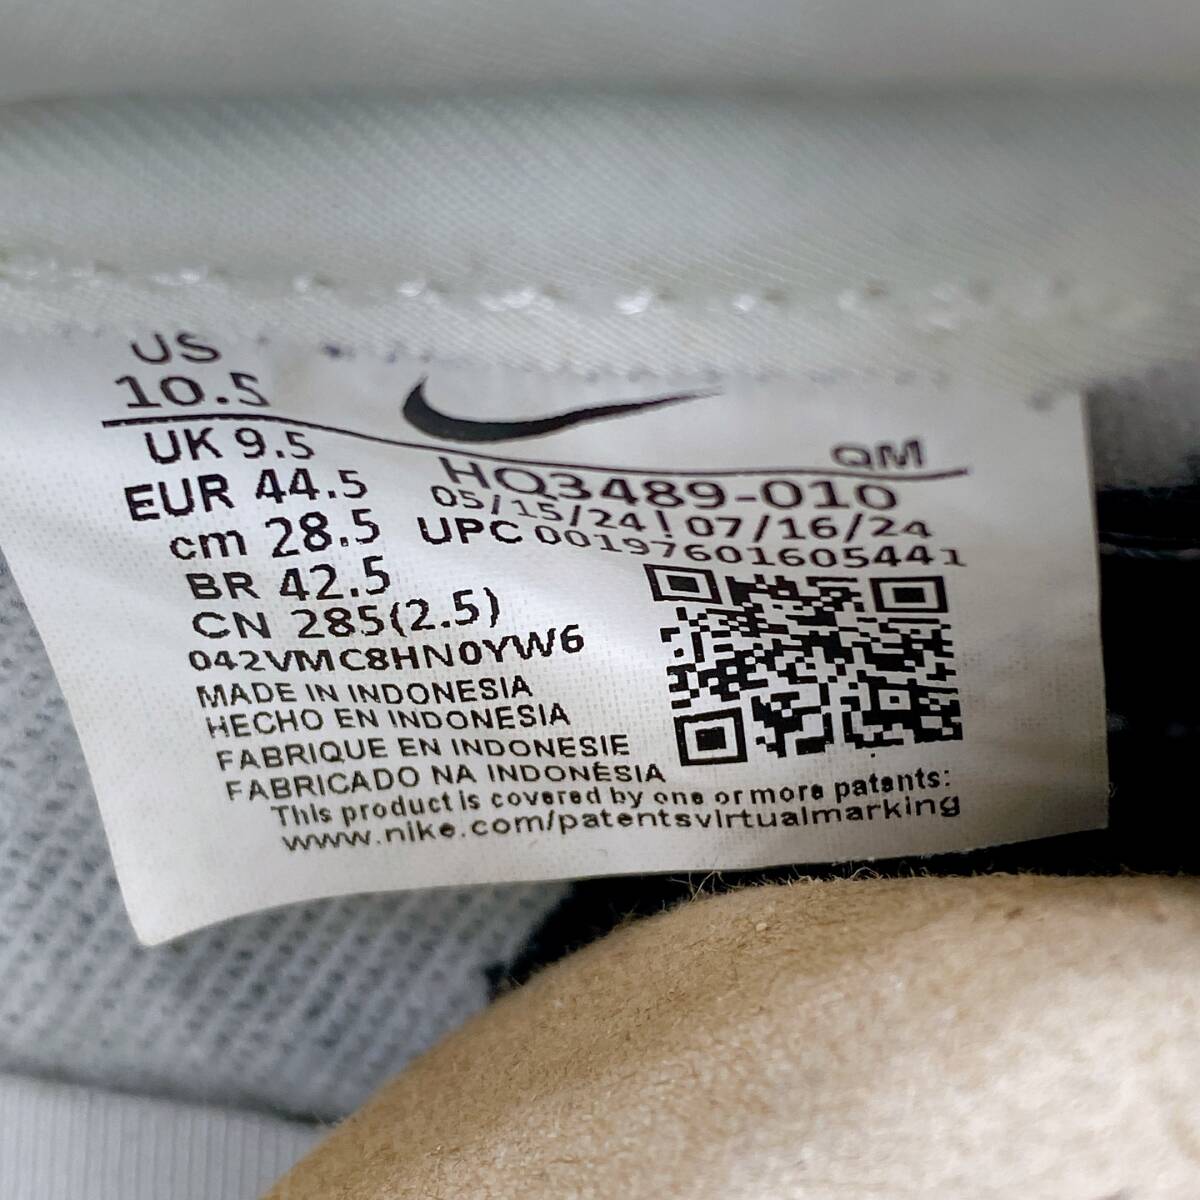 US
10.5
UK 9.5
EUR 44.5
cm 28.5
BR 42.5
CN 285(2.5)
042VMC8HN0YW6
QM
HQ3489-010
05/15/24 ! 07/16/24
UPC 00197601605441
MADE IN INDONESIA
HECHO EN INDONESIA
FABRIQUE EN INDONESIE
FABRICADO NA INDONÉSIA
This product is covered by one or more patents:
www.nike.com/patentsvirtualmarking